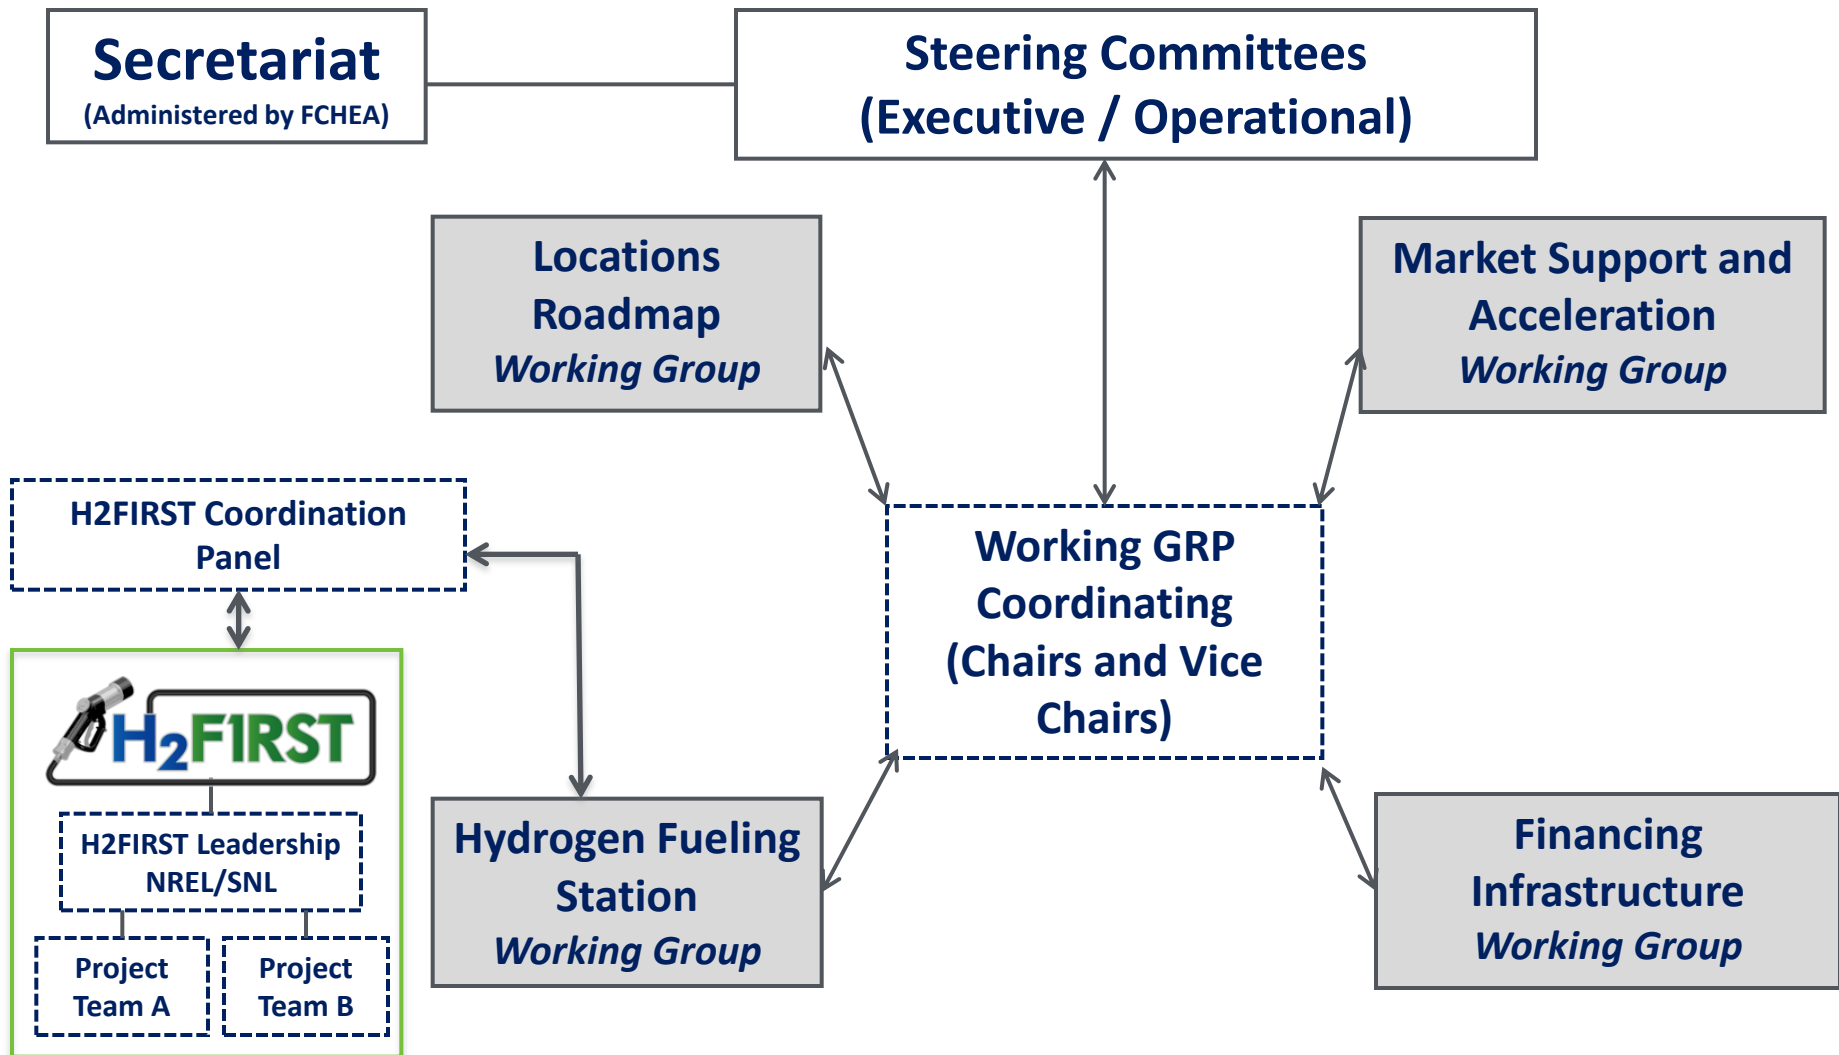 Secretariat
(Administered by FCHEA)
Steering Committees
(Executive / Operational)
Locations
Roadmap
Working Group
Market Support and
Acceleration
Working Group
H2FIRST Coordination
Panel
Working GRP
Coordinating
(Chairs and Vice
Chairs)
H2FIRST
H2FIRST Leadership
NREL/SNL
Project
Team A
Project
Team B
Hydrogen Fueling
Station
Working Group
Financing
Infrastructure
Working Group